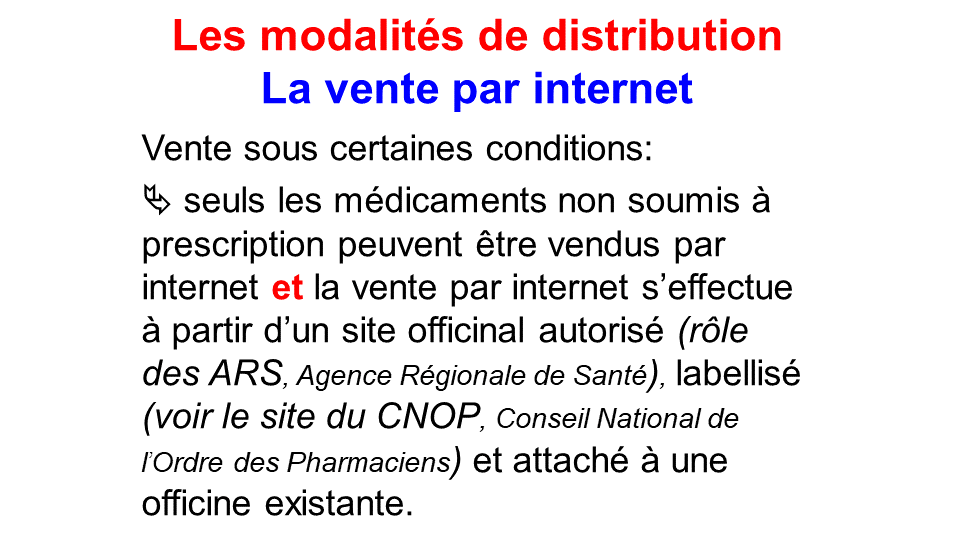 Les modalités de distribution
La vente par internet
Vente sous certaines conditions:
⮱ seuls les médicaments non soumis à
prescription peuvent être vendus par
internet et la vente par internet s’effectue
à partir d’un site officinal autorisé (rôle
des ARS, Agence Régionale de Santé), labellisé
(voir le site du CNOP, Conseil National de
l’Ordre des Pharmaciens) et attaché à une
officine existante.